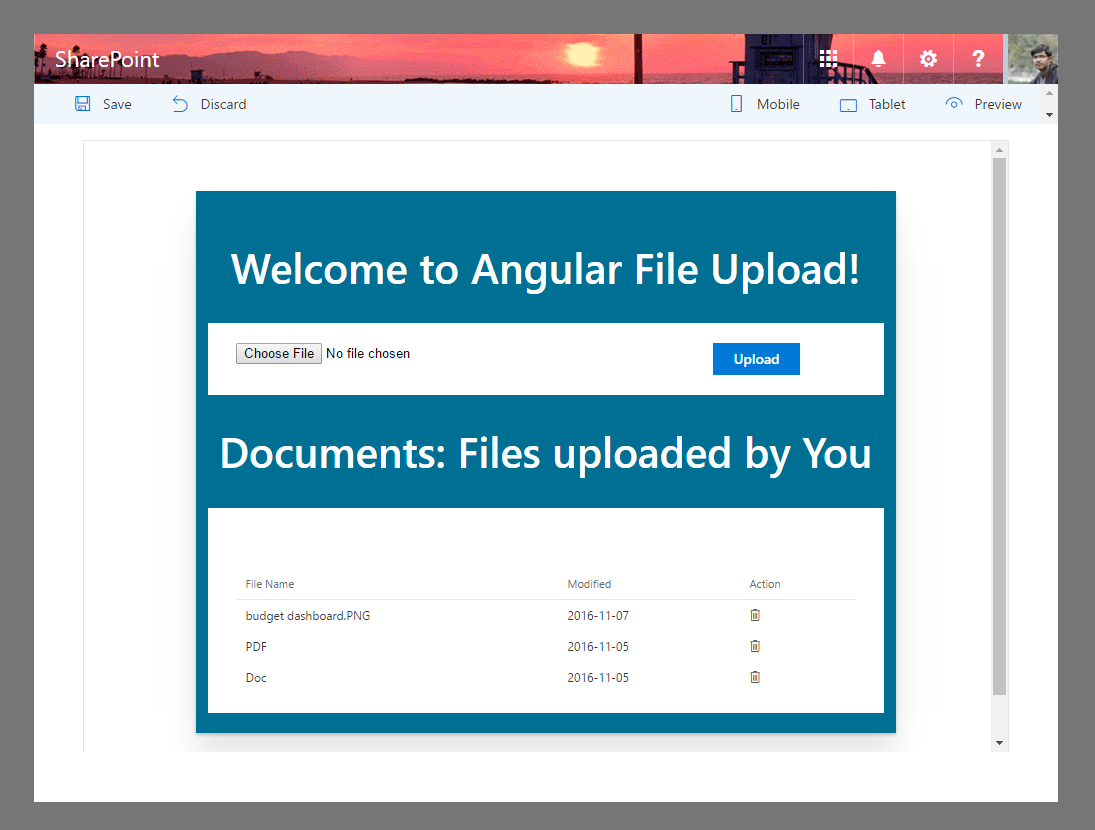 SharePoint
?
Save Discard Mobile Tablet Preview
Welcome to Angular File Upload!
Choose File No file chosen Upload
Documents: Files uploaded by You
File Name Modified Action
budget dashboard.PNG 2016-11-07
PDF 2016-11-05
Doc 2016-11-05